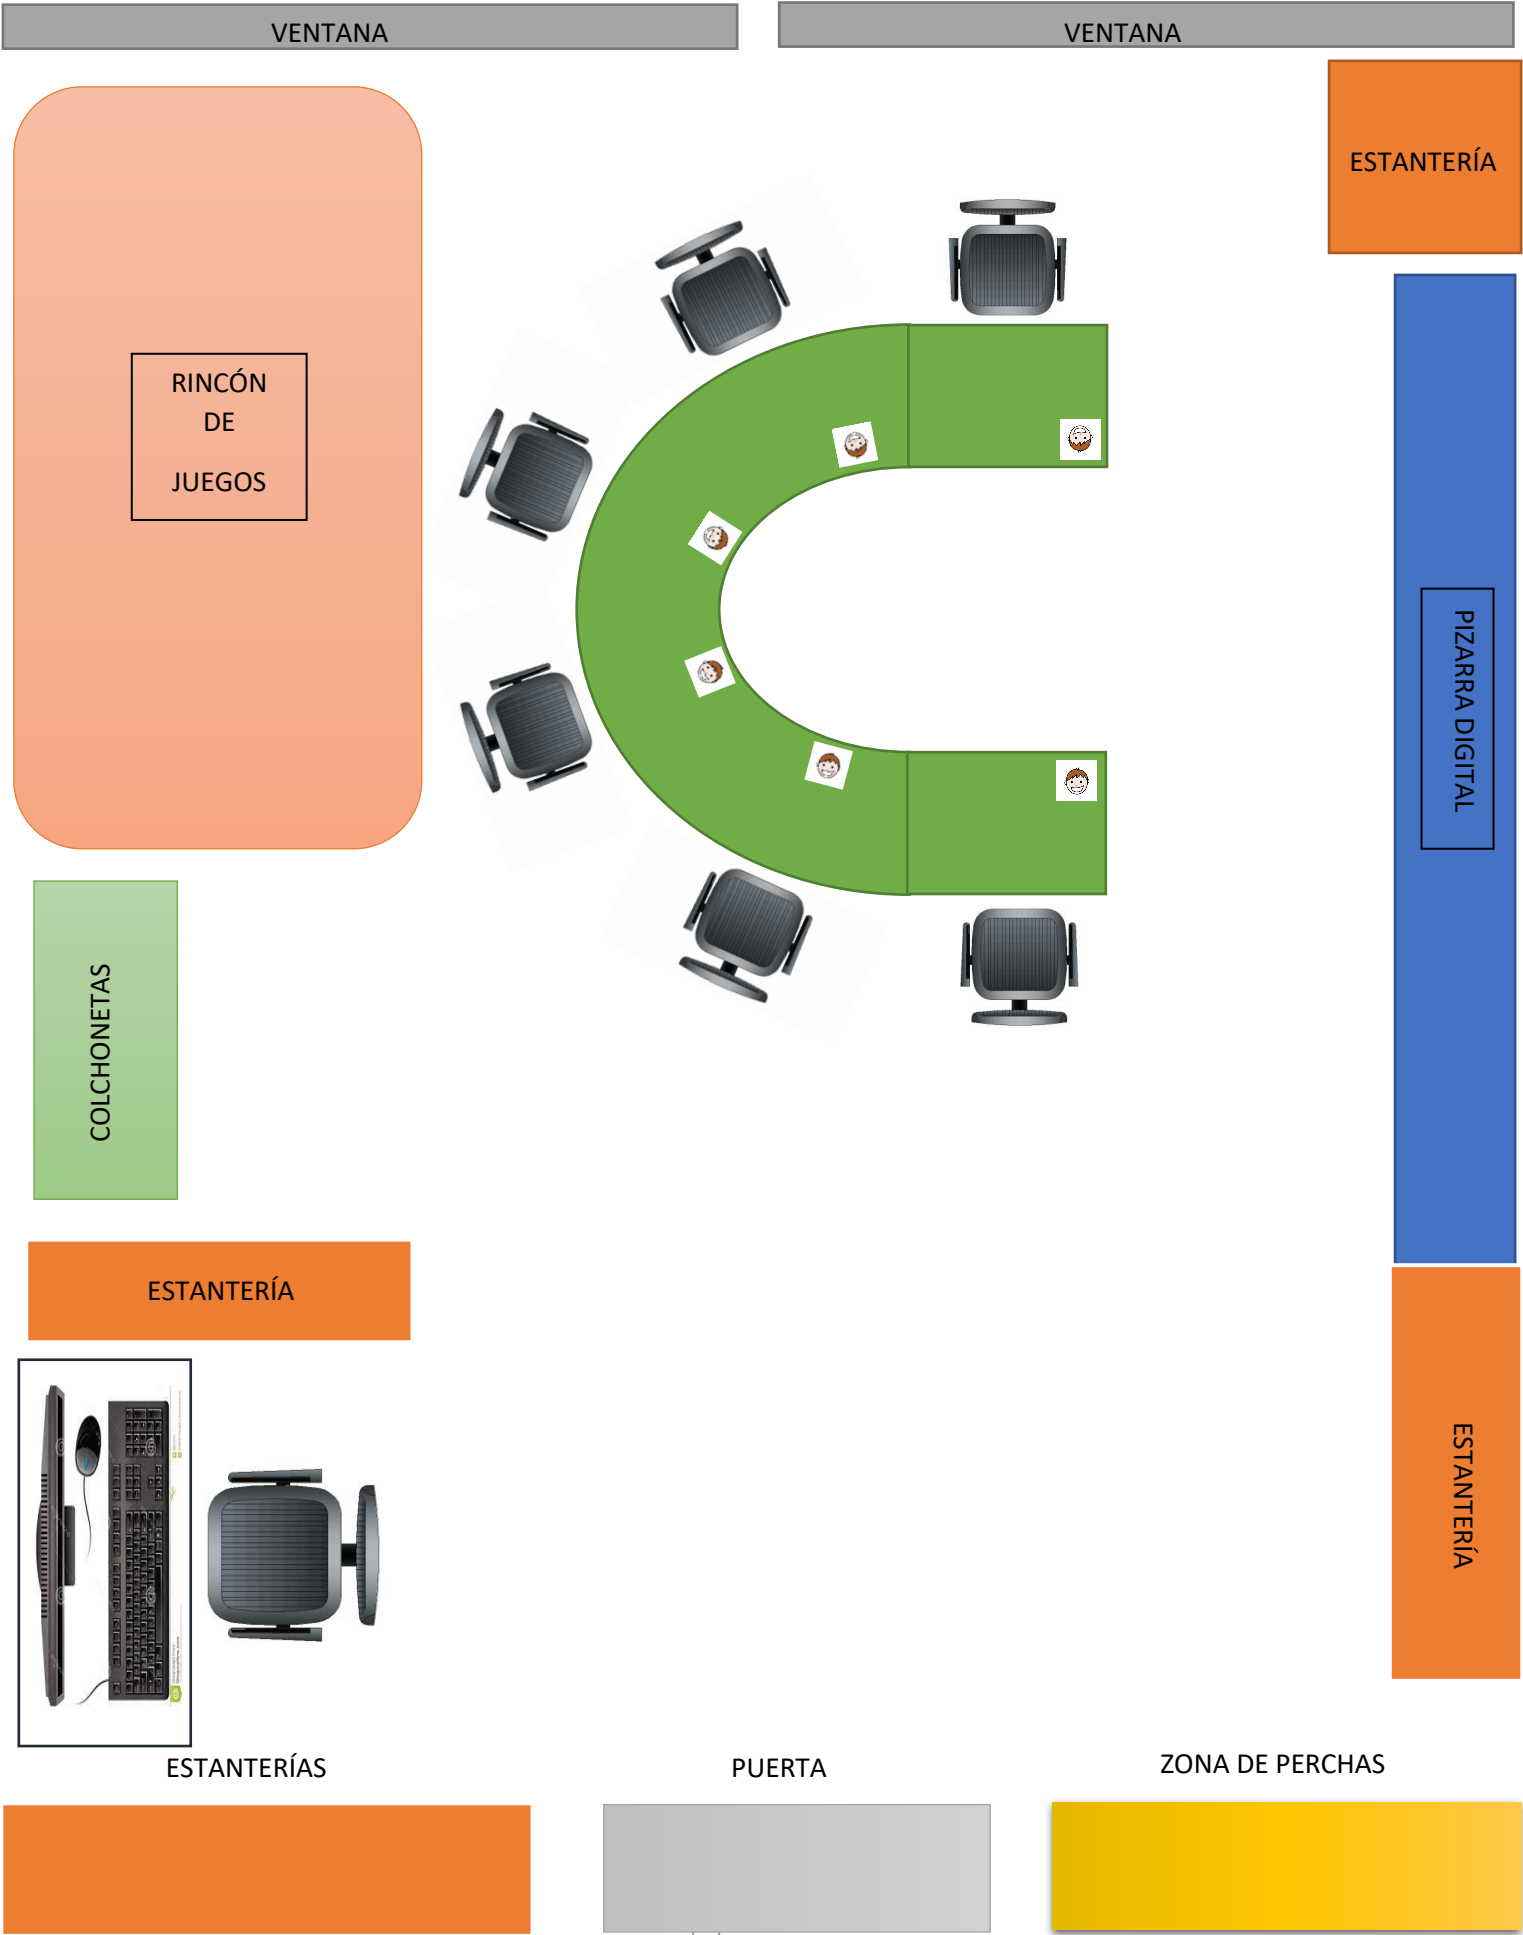 VENTANA
VENTANA
ESTANTERÍA
RINCÓN
DE
JUEGOS
PIZARRA DIGITAL
COLCHONETAS
ESTANTERÍA
ESTANTERÍA
ESTANTERÍAS
PUERTA
ZONA DE PERCHAS